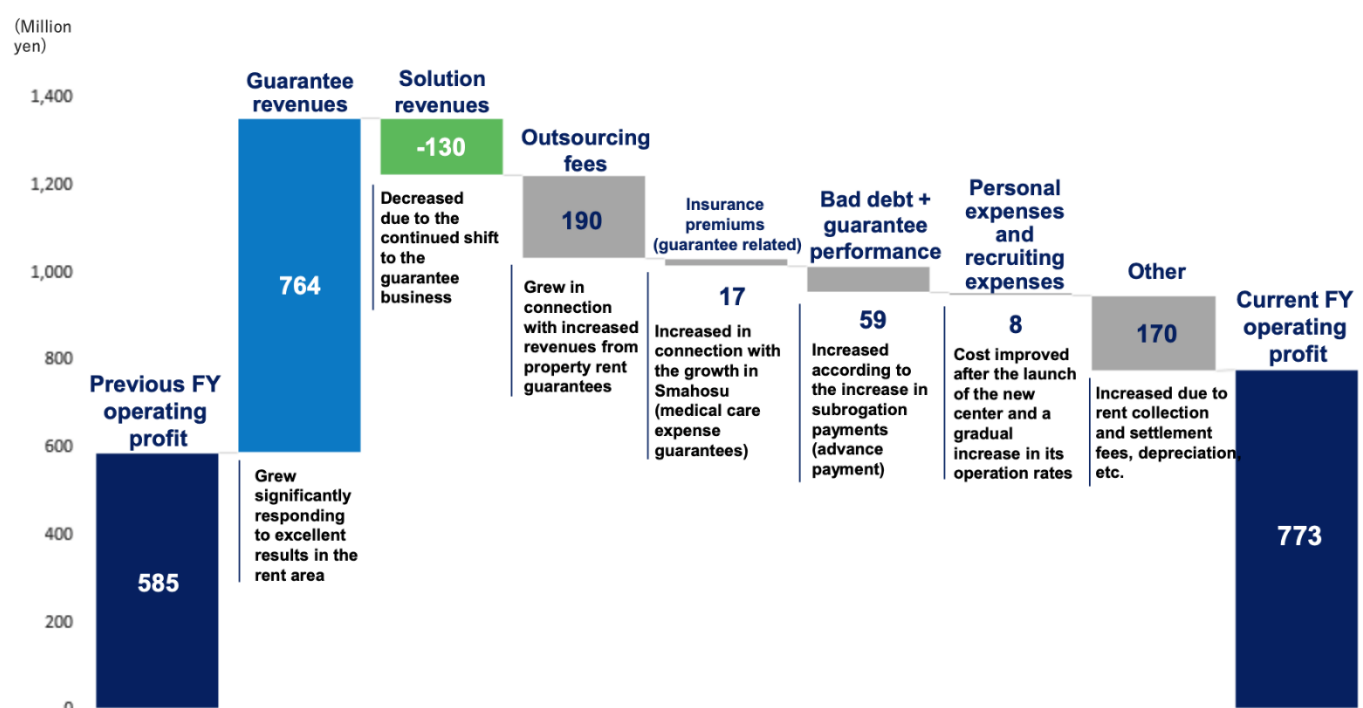 (Million
yen)
1,400
1,200
1,000
800
600
400
200
0
Previous FY
operating
profit
585
Guarantee
revenues
764
Grew
significantly
responding
to excellent
results in the
rent area
Solution
revenues
-130
Decreased
due to the
continued shift
to the
guarantee
business
Outsourcing
fees
190
Grew in
connection
with increased
revenues from
property rent
guarantees
Insurance
premiums
(guarantee related)
17
Increased in
connection with
the growth in
Smahosu
(medical care
expense
guarantees)
Bad debt +
guarantee
performance
59
Increased
according to
the increase in
subrogation
payments
(advance
payment)
Personal
expenses
and
recruiting
expenses
8
Cost improved
after the launch
of the new
center and a
gradual
increase in its
operation rates
Other
170
Increased due to
rent collection
and settlement
fees, depreciation,
etc.
Current FY
operating
profit
773